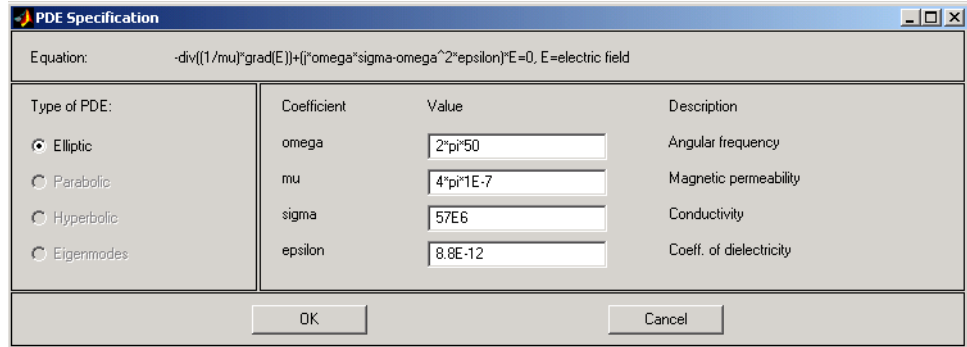 PDE Specification
Equation: -div((1/mu)*grad(E))+(j*omega*sigma-omega^2*epsilon)*E=0, E=electric field
Type of PDE: Coefficient Value Description
Elliptic omega 2*pi*50 Angular frequency
Parabolic mu 4*pi*1E-7 Magnetic permeability
Hyperbolic sigma 57E6 Conductivity
Eigenmodes epsilon 8.8E-12 Coeff. of dielectricity
OK Cancel